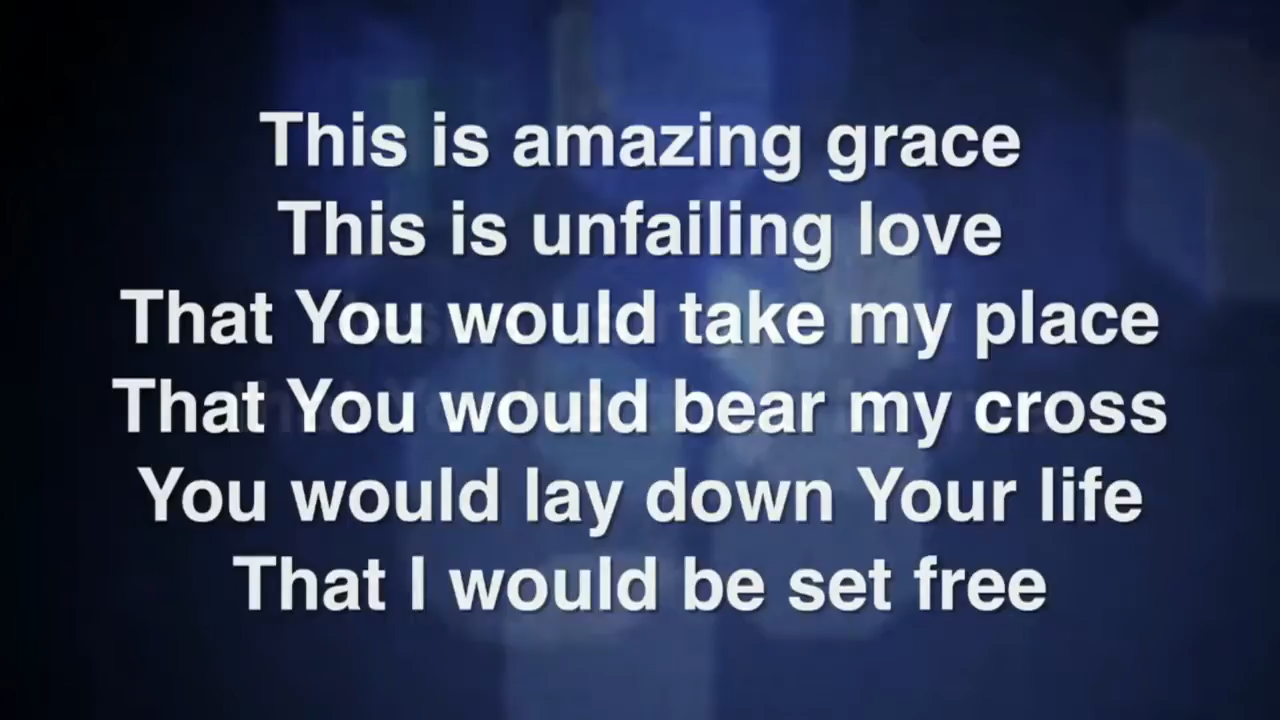 This is amazing grace
This is unfailing love
That You would take my place
That You would bear my cross
You would lay down Your life
That I would be set free